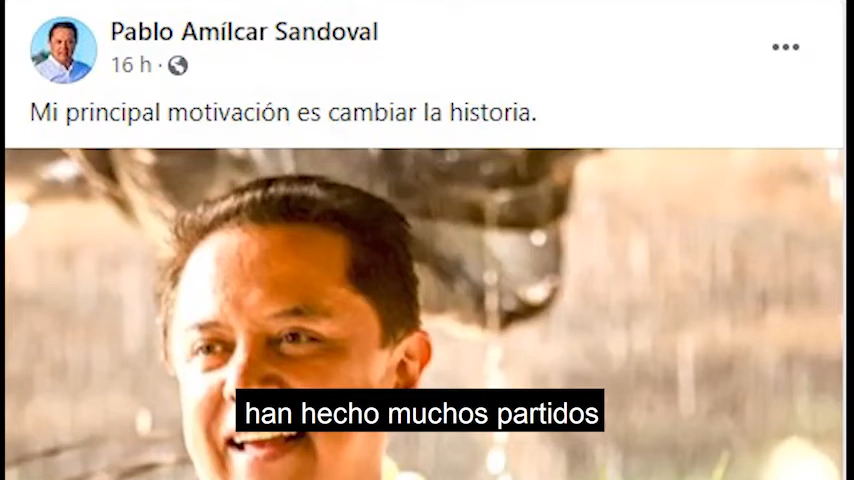 Pablo Amílcar Sandoval
16 h ·
Mi principal motivación es cambiar la historia.
han hecho muchos partidos